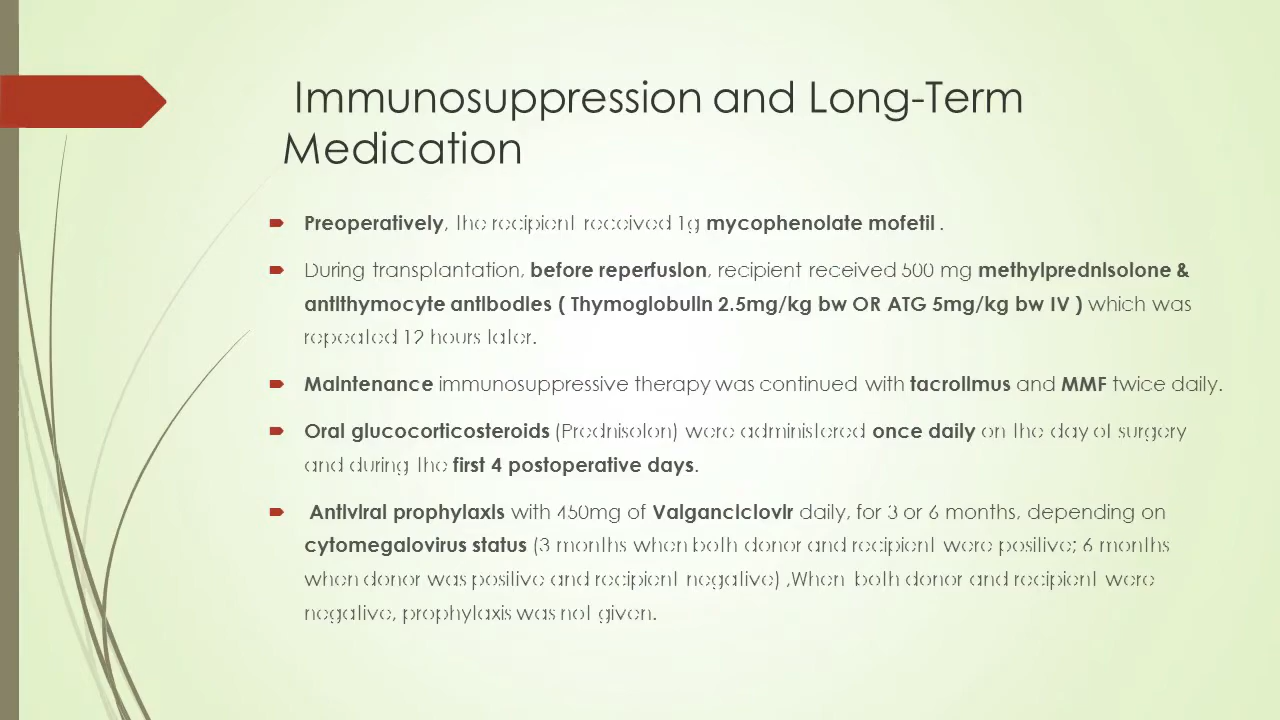 Immunosuppression and Long-Term
Medication
Preoperatively, the recipient received 1g mycophenolate mofetil .
During transplantation, before reperfusion, recipient received 500 mg methylprednisolone &
antithymocyte antibodies ( Thymoglobulin 2.5mg/kg bw OR ATG 5mg/kg bw IV ) which was
repeated 12 hours later.
Maintenance immunosuppressive therapy was continued with tacrolimus and MMF twice daily.
Oral glucocorticosteroids (Prednisolon) were administered once daily on the day of surgery
and during the first 4 postoperative days.
Antiviral prophylaxis with 450mg of Valganciclovir daily, for 3 or 6 months, depending on
cytomegalovirus status (3 months when both donor and recipient were positive; 6 months
when donor was positive and recipient negative) ,When both donor and recipient were
negative, prophylaxis was not given.